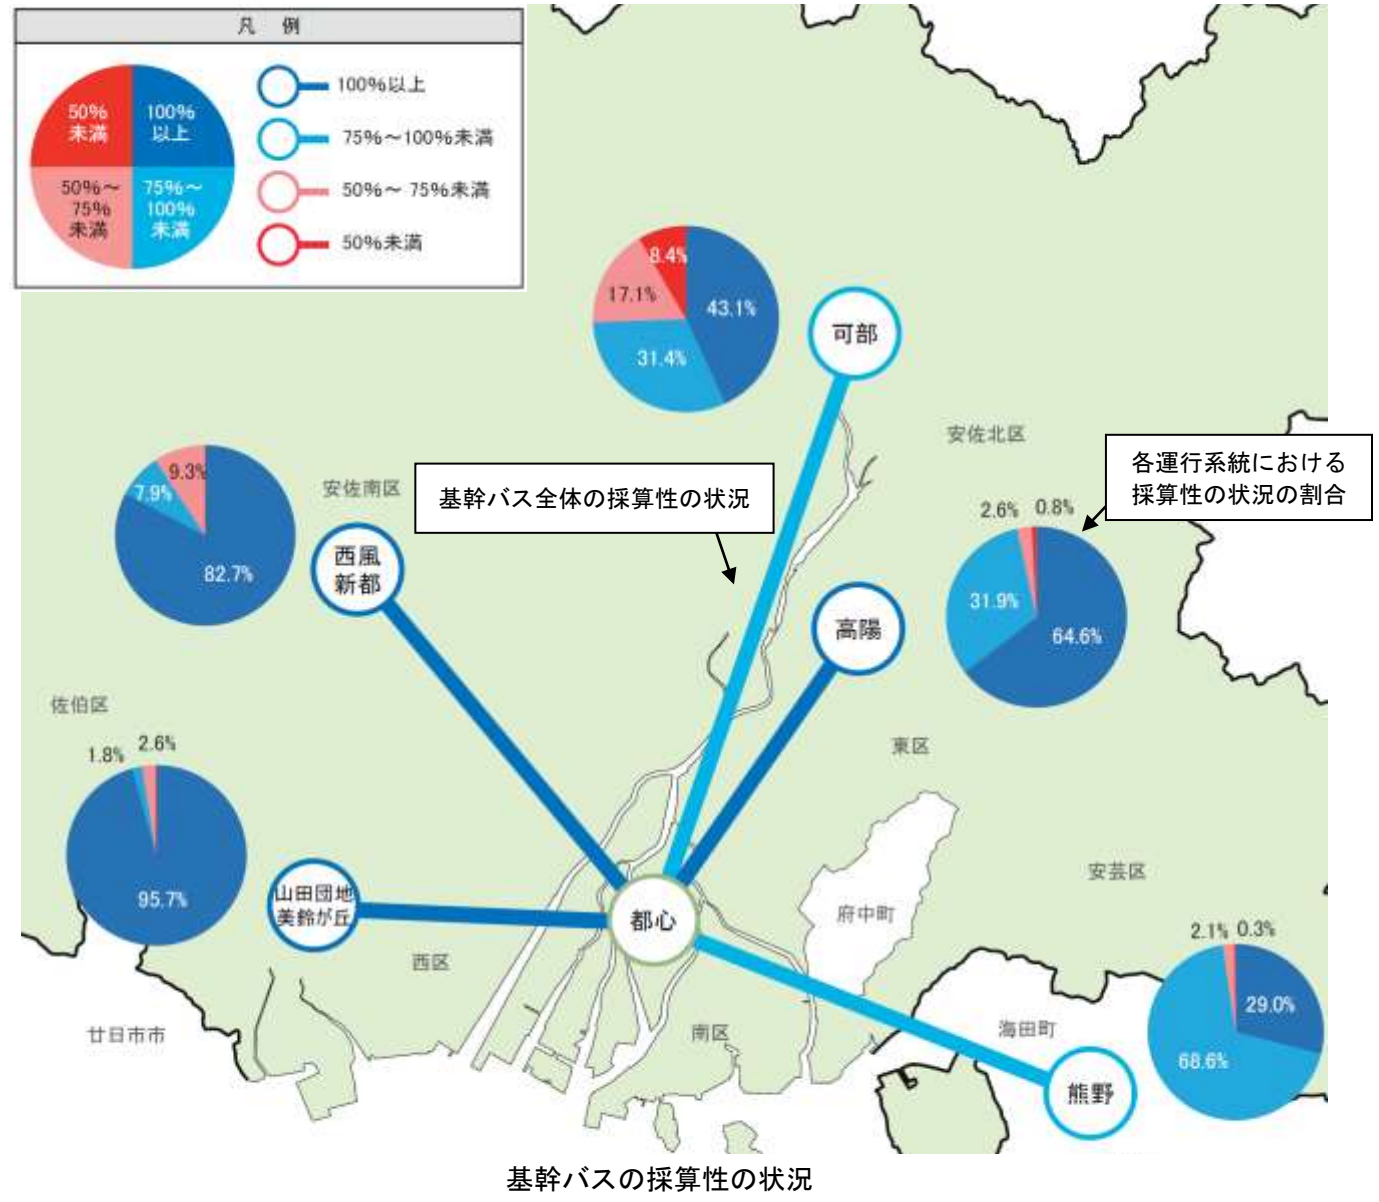 凡 例
50%
未満
100%
以上
50%～
75%
未満
75%～
100%
未満
100%以上
75%～100%未満
50%～ 75%未満
50%未満
8.4%
17.1%
43.1%
31.4%
可部
安佐北区
各運行系統における
採算性の状況の割合
基幹バス全体の採算性の状況
安佐南区
9.3%
7.9%
82.7%
西風
新都
2.6%
0.8%
31.9%
64.6%
高陽
佐伯区
1.8%
2.6%
95.7%
東区
山田団地
美鈴が丘
都心
府中町
安芸区
西区
2.1%
0.3%
29.0%
68.6%
廿日市市
南区
海田町
熊野
基幹バスの採算性の状況